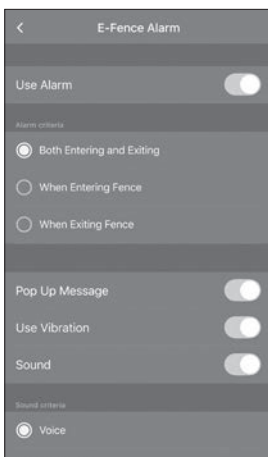 E-Fence Alarm
Use Alarm
Alarm criteria
Both Entering and Exiting
When Entering Fence
When Exiting Fence
Pop Up Message
Use Vibration
Sound
Sound criteria
Voice